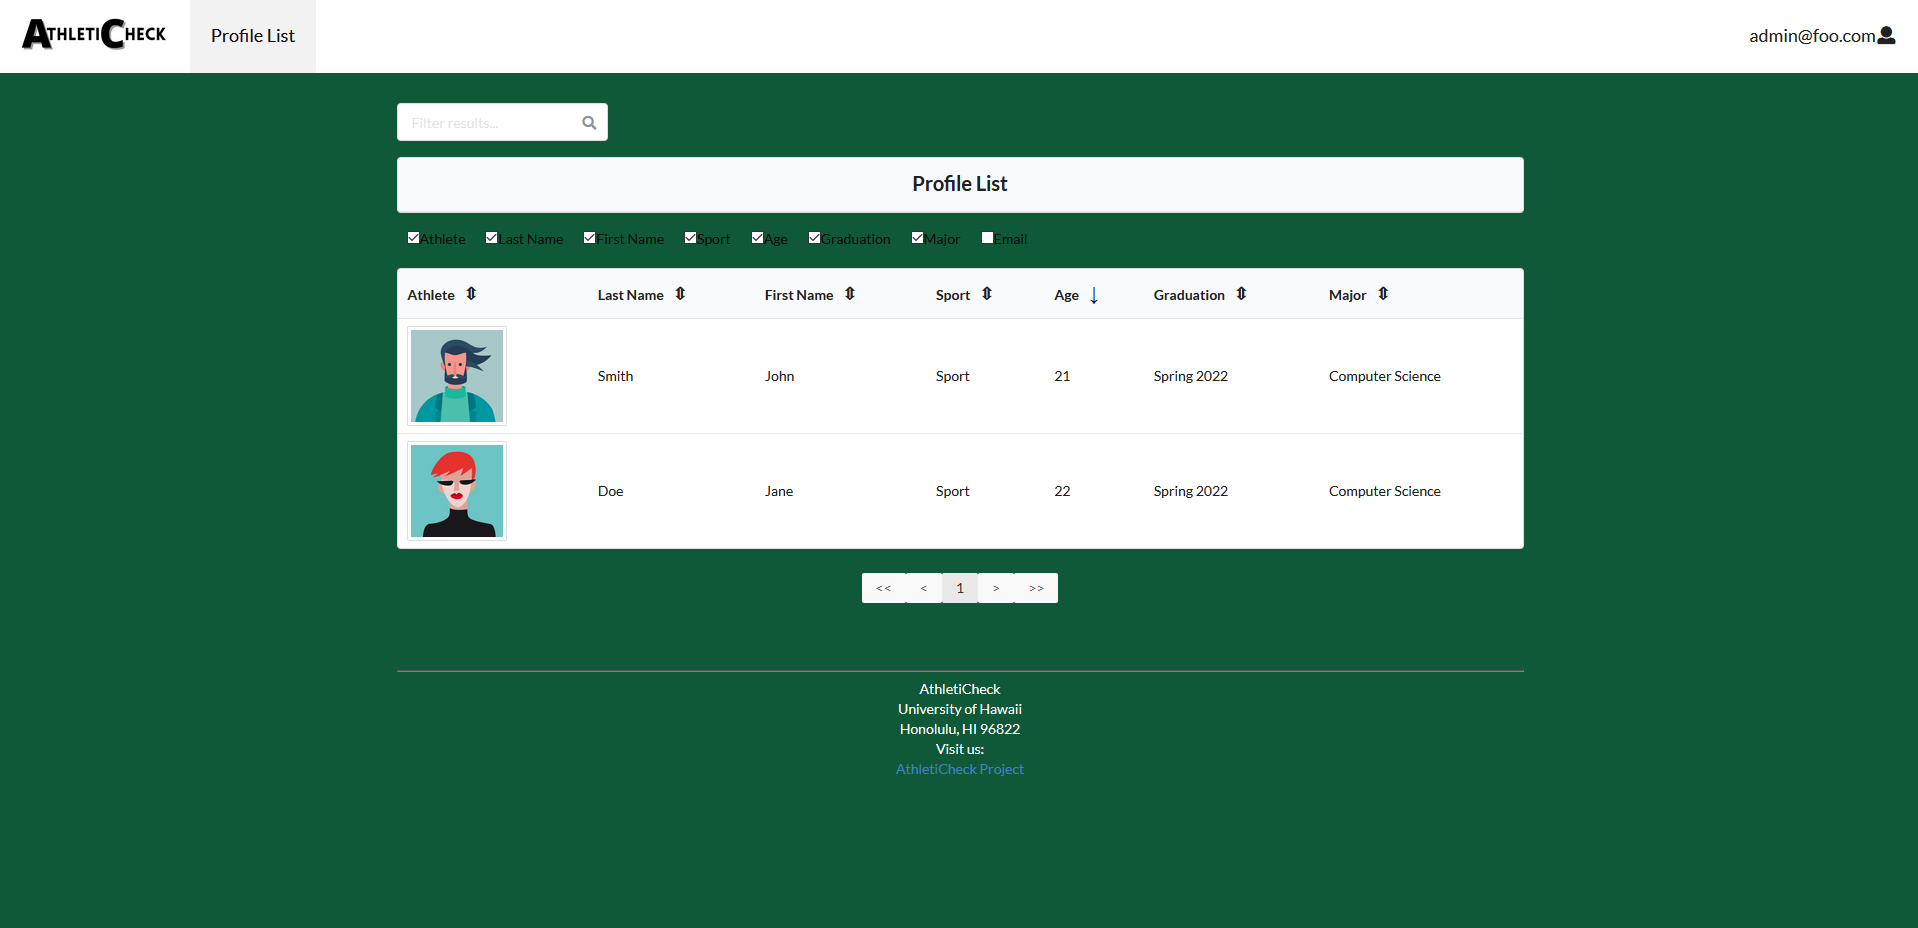 ATHLETICHECK Profile List admin@foo.com
Filter results...
Profile List
Athlete Last Name First Name Sport Age Graduation Major Email
Athlete ⇕ Last Name ⇕ First Name ⇕ Sport ⇕ Age ↓ Graduation ⇕ Major ⇕
Smith John Sport 21 Spring 2022 Computer Science
Doe Jane Sport 22 Spring 2022 Computer Science
<< < 1 > >>
AthletiCheck
University of Hawaii
Honolulu, HI 96822
Visit us:
AthletiCheck Project